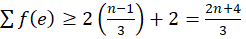 ∑ f(e) ≥ 2 ((n−1)/3) + 2 = (2n+4)/3